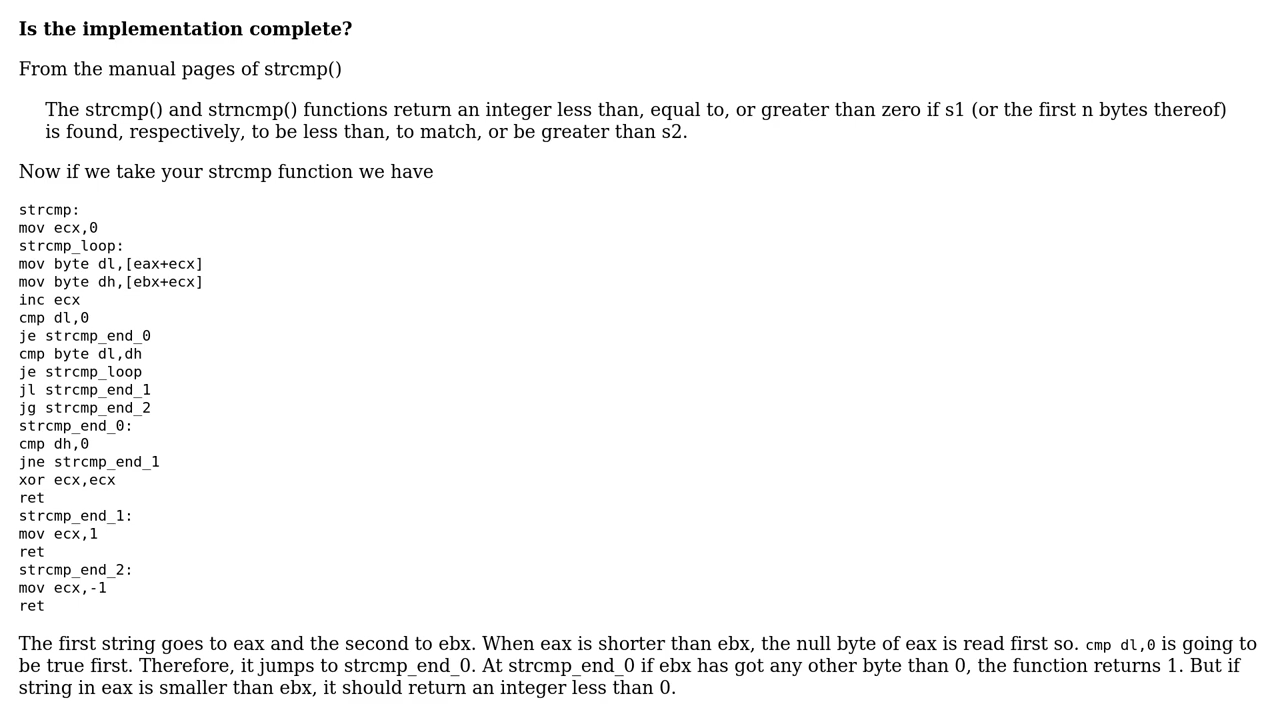 Is the implementation complete?
From the manual pages of strcmp()
The strcmp() and strncmp() functions return an integer less than, equal to, or greater than zero if s1 (or the first n bytes thereof)
is found, respectively, to be less than, to match, or be greater than s2.
Now if we take your strcmp function we have
strcmp:
mov ecx,0
strcmp_loop:
mov byte dl,[eax+ecx]
mov byte dh,[ebx+ecx]
inc ecx
cmp dl,0
je strcmp_end_0
cmp byte dl,dh
je strcmp_loop
jl strcmp_end_1
jg strcmp_end_2
strcmp_end_0:
cmp dh,0
jne strcmp_end_1
xor ecx,ecx
ret
strcmp_end_1:
mov ecx,1
ret
strcmp_end_2:
mov ecx,-1
ret
The first string goes to eax and the second to ebx. When eax is shorter than ebx, the null byte of eax is read first so. cmp dl,0 is going to
be true first. Therefore, it jumps to strcmp_end_0. At strcmp_end_0 if ebx has got any other byte than 0, the function returns 1. But if
string in eax is smaller than ebx, it should return an integer less than 0.